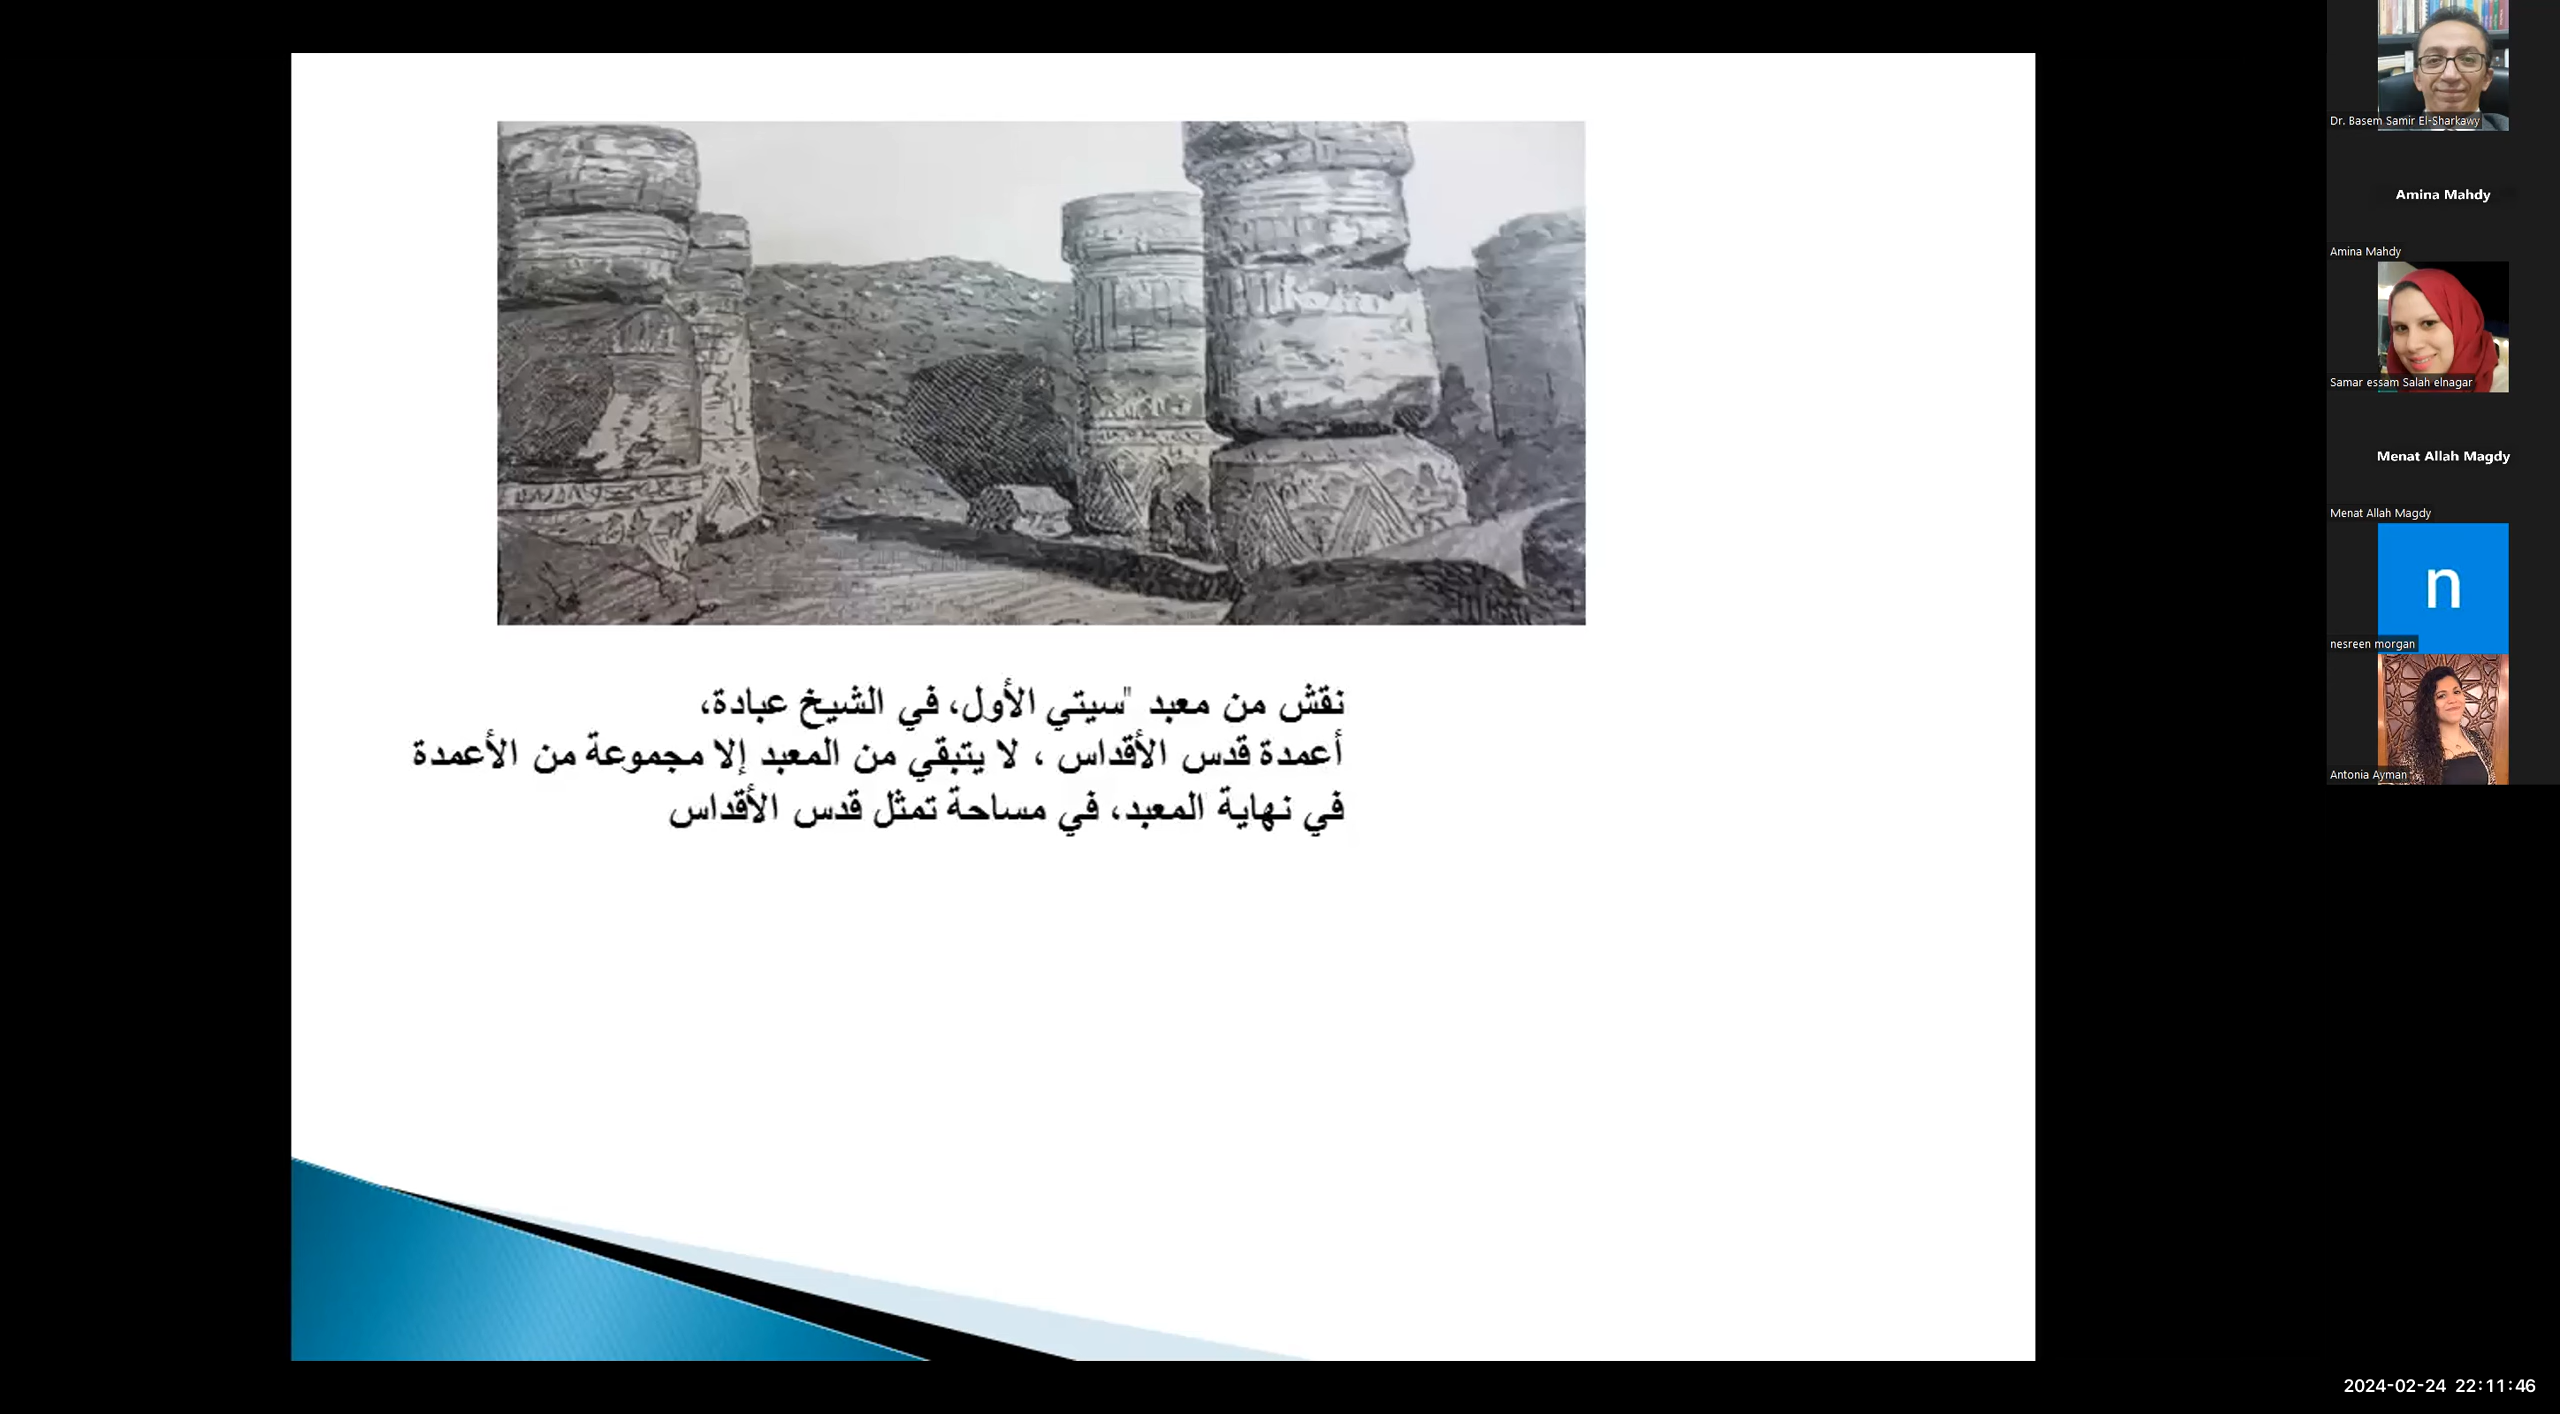 نقش من معبد "سيتي الأول، في الشيخ عبادة،
أعمدة قدس الأقداس ، لا يتبقي من المعبد إلا مجموعة من الأعمدة
في نهاية المعبد، في مساحة تمثل قدس الأقداس
Dr. Basem Samir El-Sharkawy
Amina Mahdy
Amina Mahdy
Samar essam Salah elnagar
Menat Allah Magdy
Menat Allah Magdy
n
nesreen morgan
Antonia Ayman
2024-02-24 22:11:46